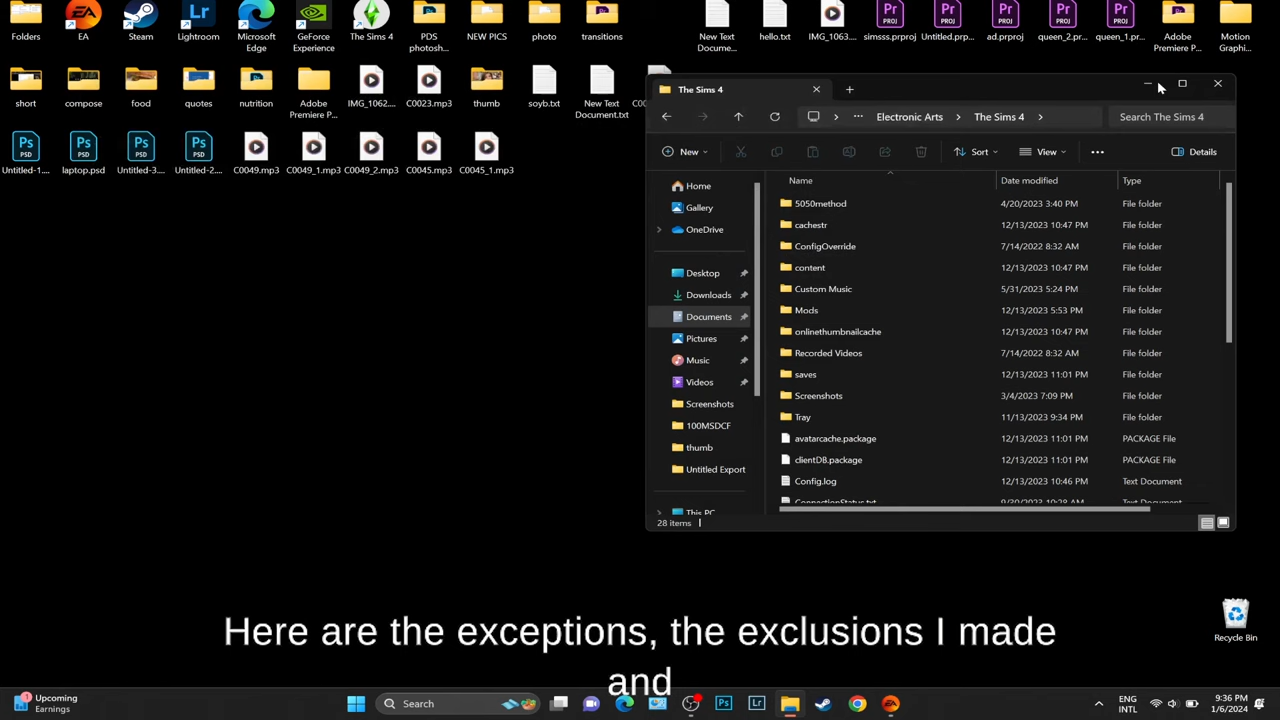 Folders
EA
Steam
Lightroom
Microsoft
Edge
GeForce
Experience
The Sims 4
PDS
photosh...
NEW PICS
photo
transitions
New Text
Docume...
hello.txt
IMG_1063...
simsss.prproj
Untitled.prp...
ad.prproj
queen_2.pr...
queen_1.pr...
Adobe
Premiere P...
Motion
Graphi...
short
compose
food
quotes
nutrition
Adobe
Premiere P...
IMG_1062....
C0023.mp3
thumb
soyb.txt
New Text
Document.txt
Untitled-1....
laptop.psd
Untitled-3....
Untitled-2....
C0049.mp3
C0049_1.mp3
C0049_2.mp3
C0045.mp3
C0045_1.mp3
The Sims 4
Electronic Arts
The Sims 4
Search The Sims 4
New
Sort
View
Details
Home
Gallery
OneDrive
Desktop
Downloads
Documents
Pictures
Music
Videos
Screenshots
100MSDCF
thumb
Untitled Export
This PC
Name Date modified Type
5050method 4/20/2023 3:40 PM File folder
cachestr 12/13/2023 10:47 PM File folder
ConfigOverride 7/14/2022 8:32 AM File folder
content 12/13/2023 10:47 PM File folder
Custom Music 5/31/2023 5:24 PM File folder
Mods 12/13/2023 5:53 PM File folder
onlinethumbnailcache 12/13/2023 10:47 PM File folder
Recorded Videos 7/14/2022 8:32 AM File folder
saves 12/13/2023 11:01 PM File folder
Screenshots 3/4/2023 7:09 PM File folder
Tray 11/13/2023 9:34 PM File folder
avatarcache.package 12/13/2023 11:01 PM PACKAGE File
clientDB.package 12/13/2023 11:01 PM PACKAGE File
Config.log 12/13/2023 10:46 PM Text Document
ConnectionStatus.txt 9/30/2023 10:28 AM Text Document
28 items
Here are the exceptions, the exclusions I made
and
Recycle Bin
1
Upcoming
Earnings
Search
ENG
INTL
9:36 PM
1/6/2024